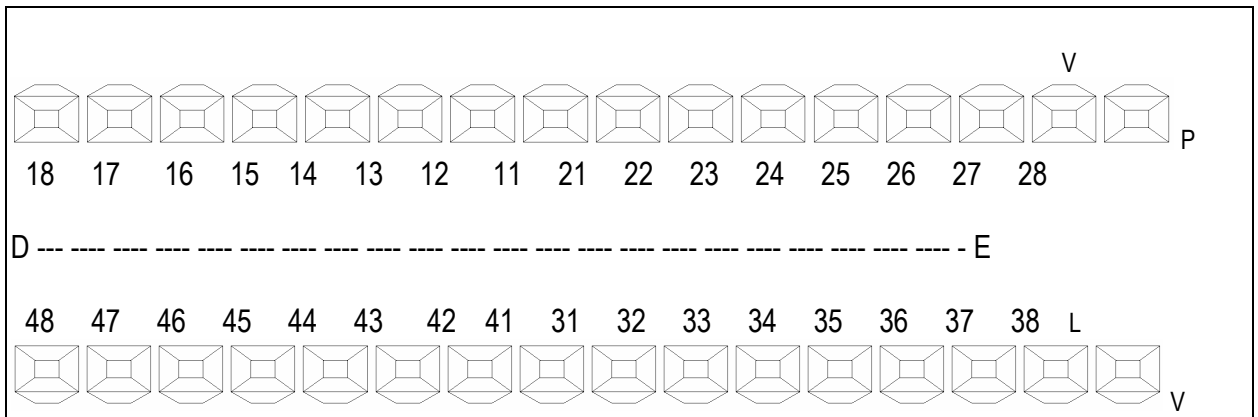 V
P
18 17 16 15 14 13 12 11 21 22 23 24 25 26 27 28
D --- ---- ---- ---- ---- ---- ---- ---- ---- ---- ---- ---- ---- ---- ---- ---- ---- ---- ---- ---- ---- ---- - E
48 47 46 45 44 43 42 41 31 32 33 34 35 36 37 38 L
V